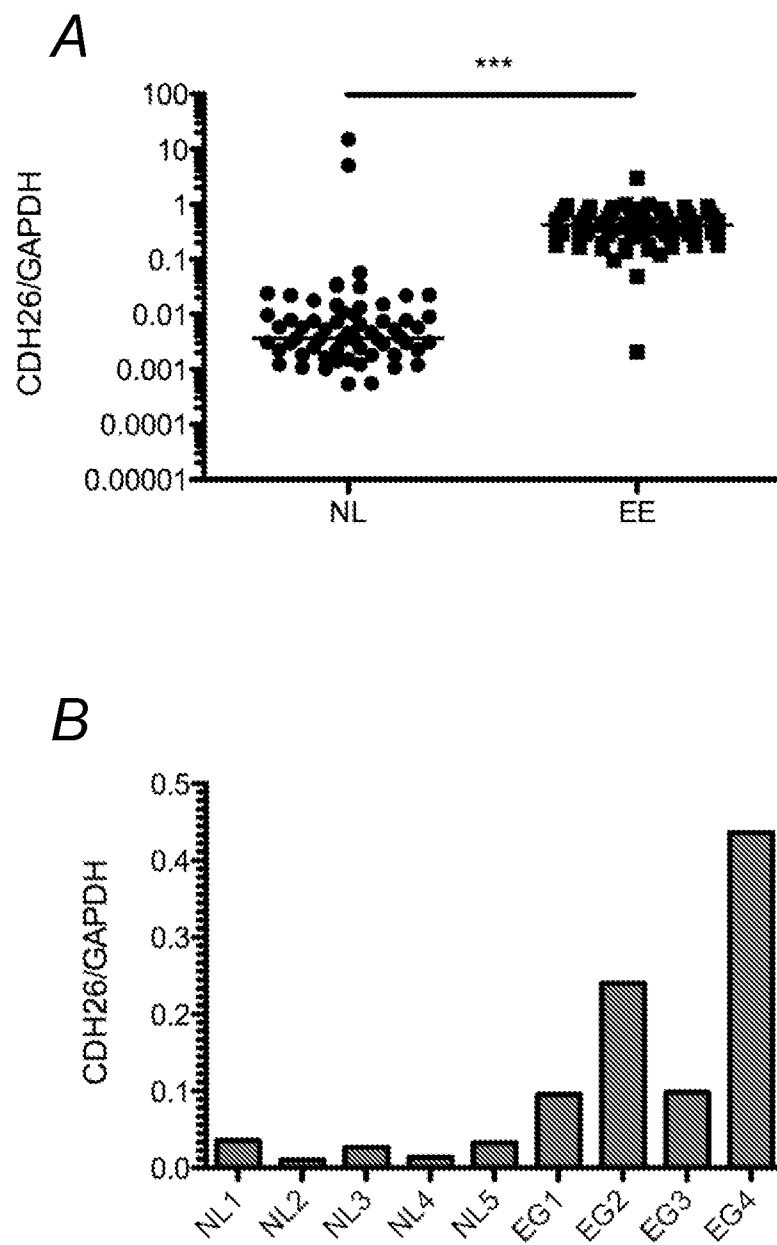 A
***
CDH26/GAPDH
100
10
1
0.1
0.01
0.001
0.0001
0.00001
NL
EE
B
CDH26/GAPDH
0.5
0.4
0.3
0.2
0.1
0.0
NL1
NL2
NL3
NL4
NL5
EG1
EG2
EG3
EG4